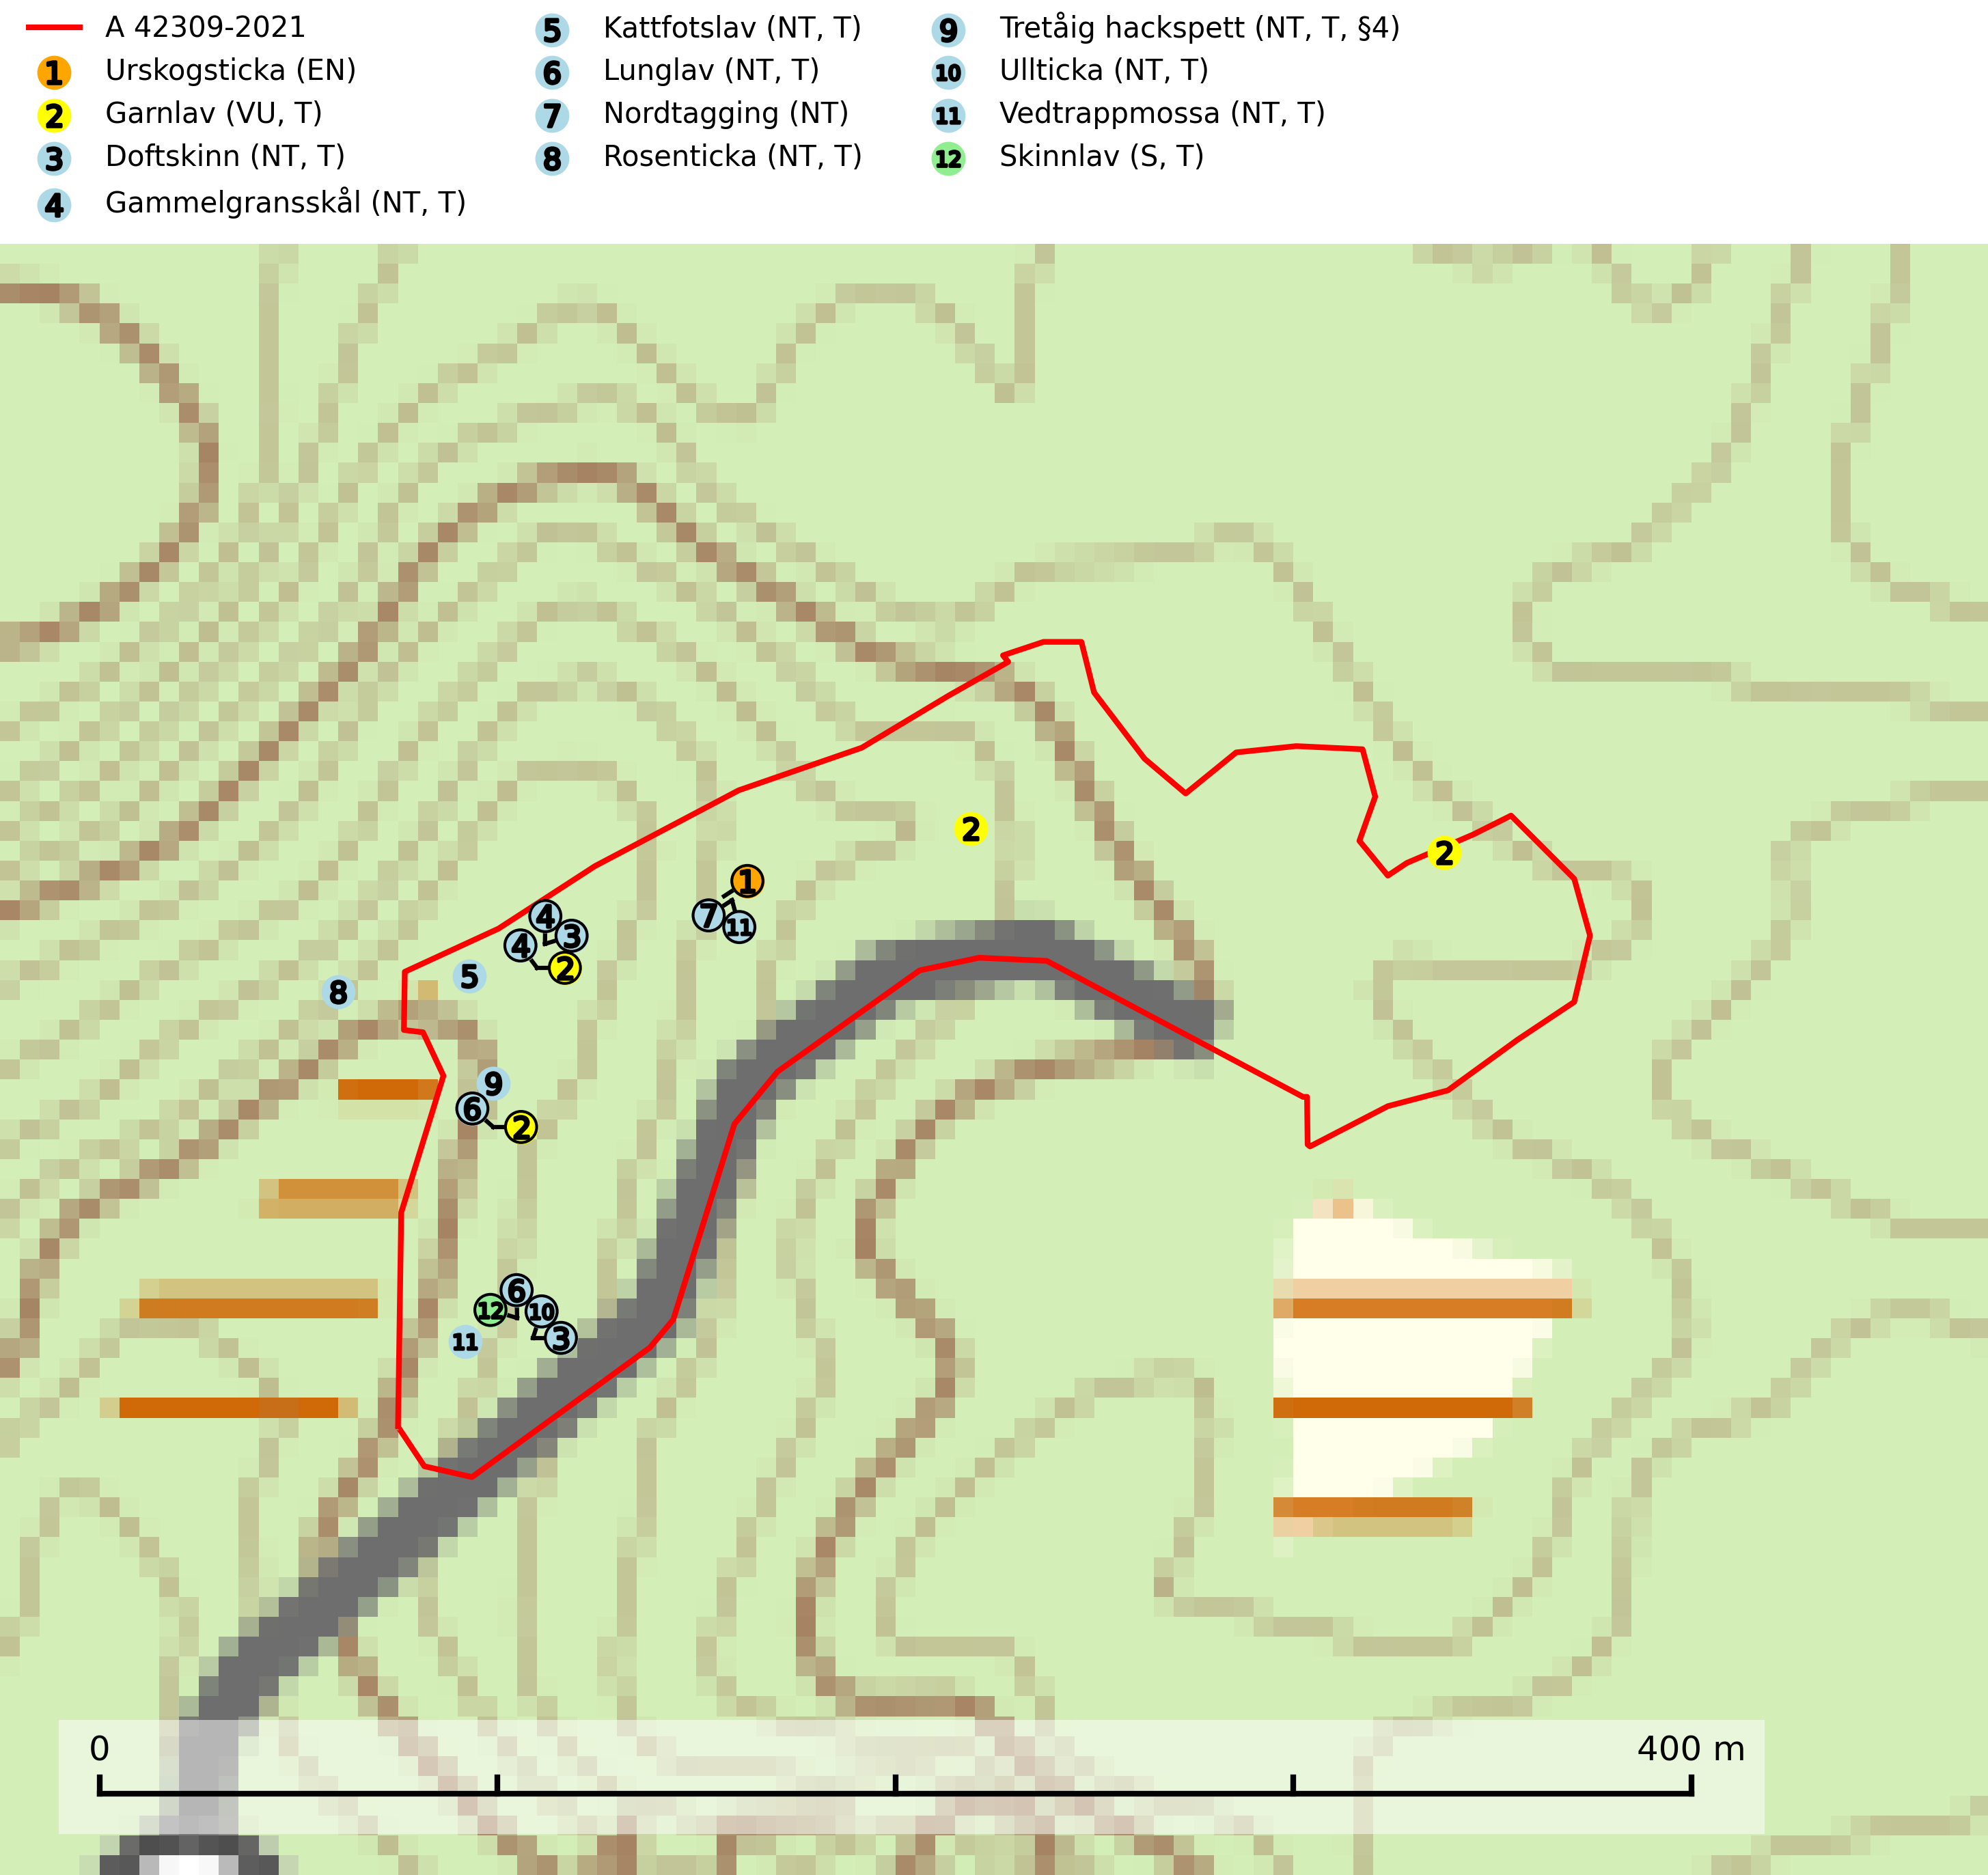 A 42309-2021
1 Urskogsticka (EN)
2 Garnlav (VU, T)
3 Doftskinn (NT, T)
4 Gammelgransskål (NT, T)
5 Kattfotslav (NT, T)
6 Lunglav (NT, T)
7 Nordtagging (NT)
8 Rosenticka (NT, T)
9 Tretåig hackspett (NT, T, §4)
10 Ullticka (NT, T)
11 Vedtrappmossa (NT, T)
12 Skinnlav (S, T)
2
2
1
4
7
11
3
4
2
5
8
9
6
2
6
12
10
3
11
0
400 m